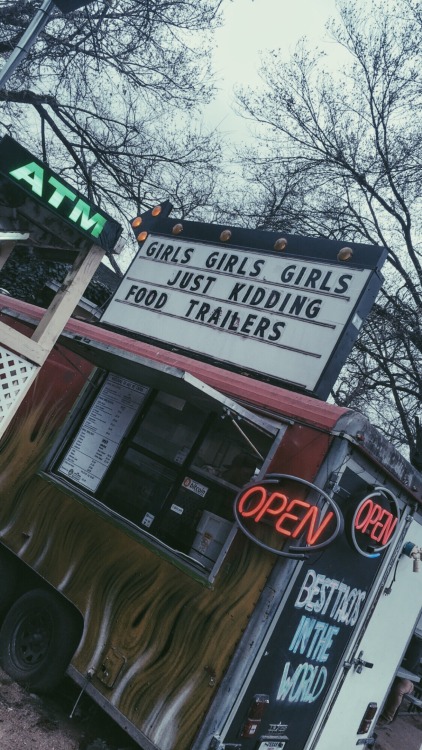 ATM
GIRLS GIRLS GIRLS
JUST KIDDING
FOOD TRAILERS
OPEN
OPEN
BEST TACOS
IN THE
WORLD